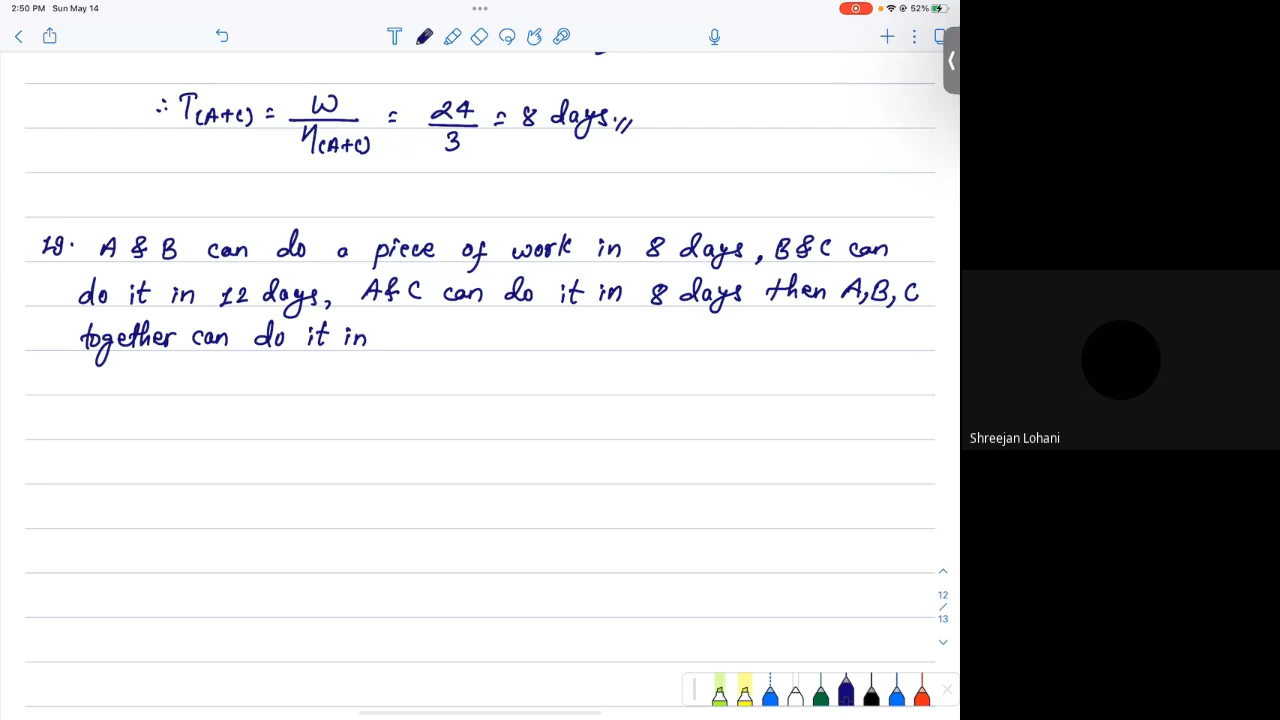 2:50 PM Sun May 14
52%
∴ T(A+C) = W/η(A+C) = 24/3 = 8 days.//
19. A & B can do a piece of work in 8 days, B & C can
do it in 12 days, A & C can do it in 8 days then A, B, C
together can do it in
Shreejan Lohani
12
/
13